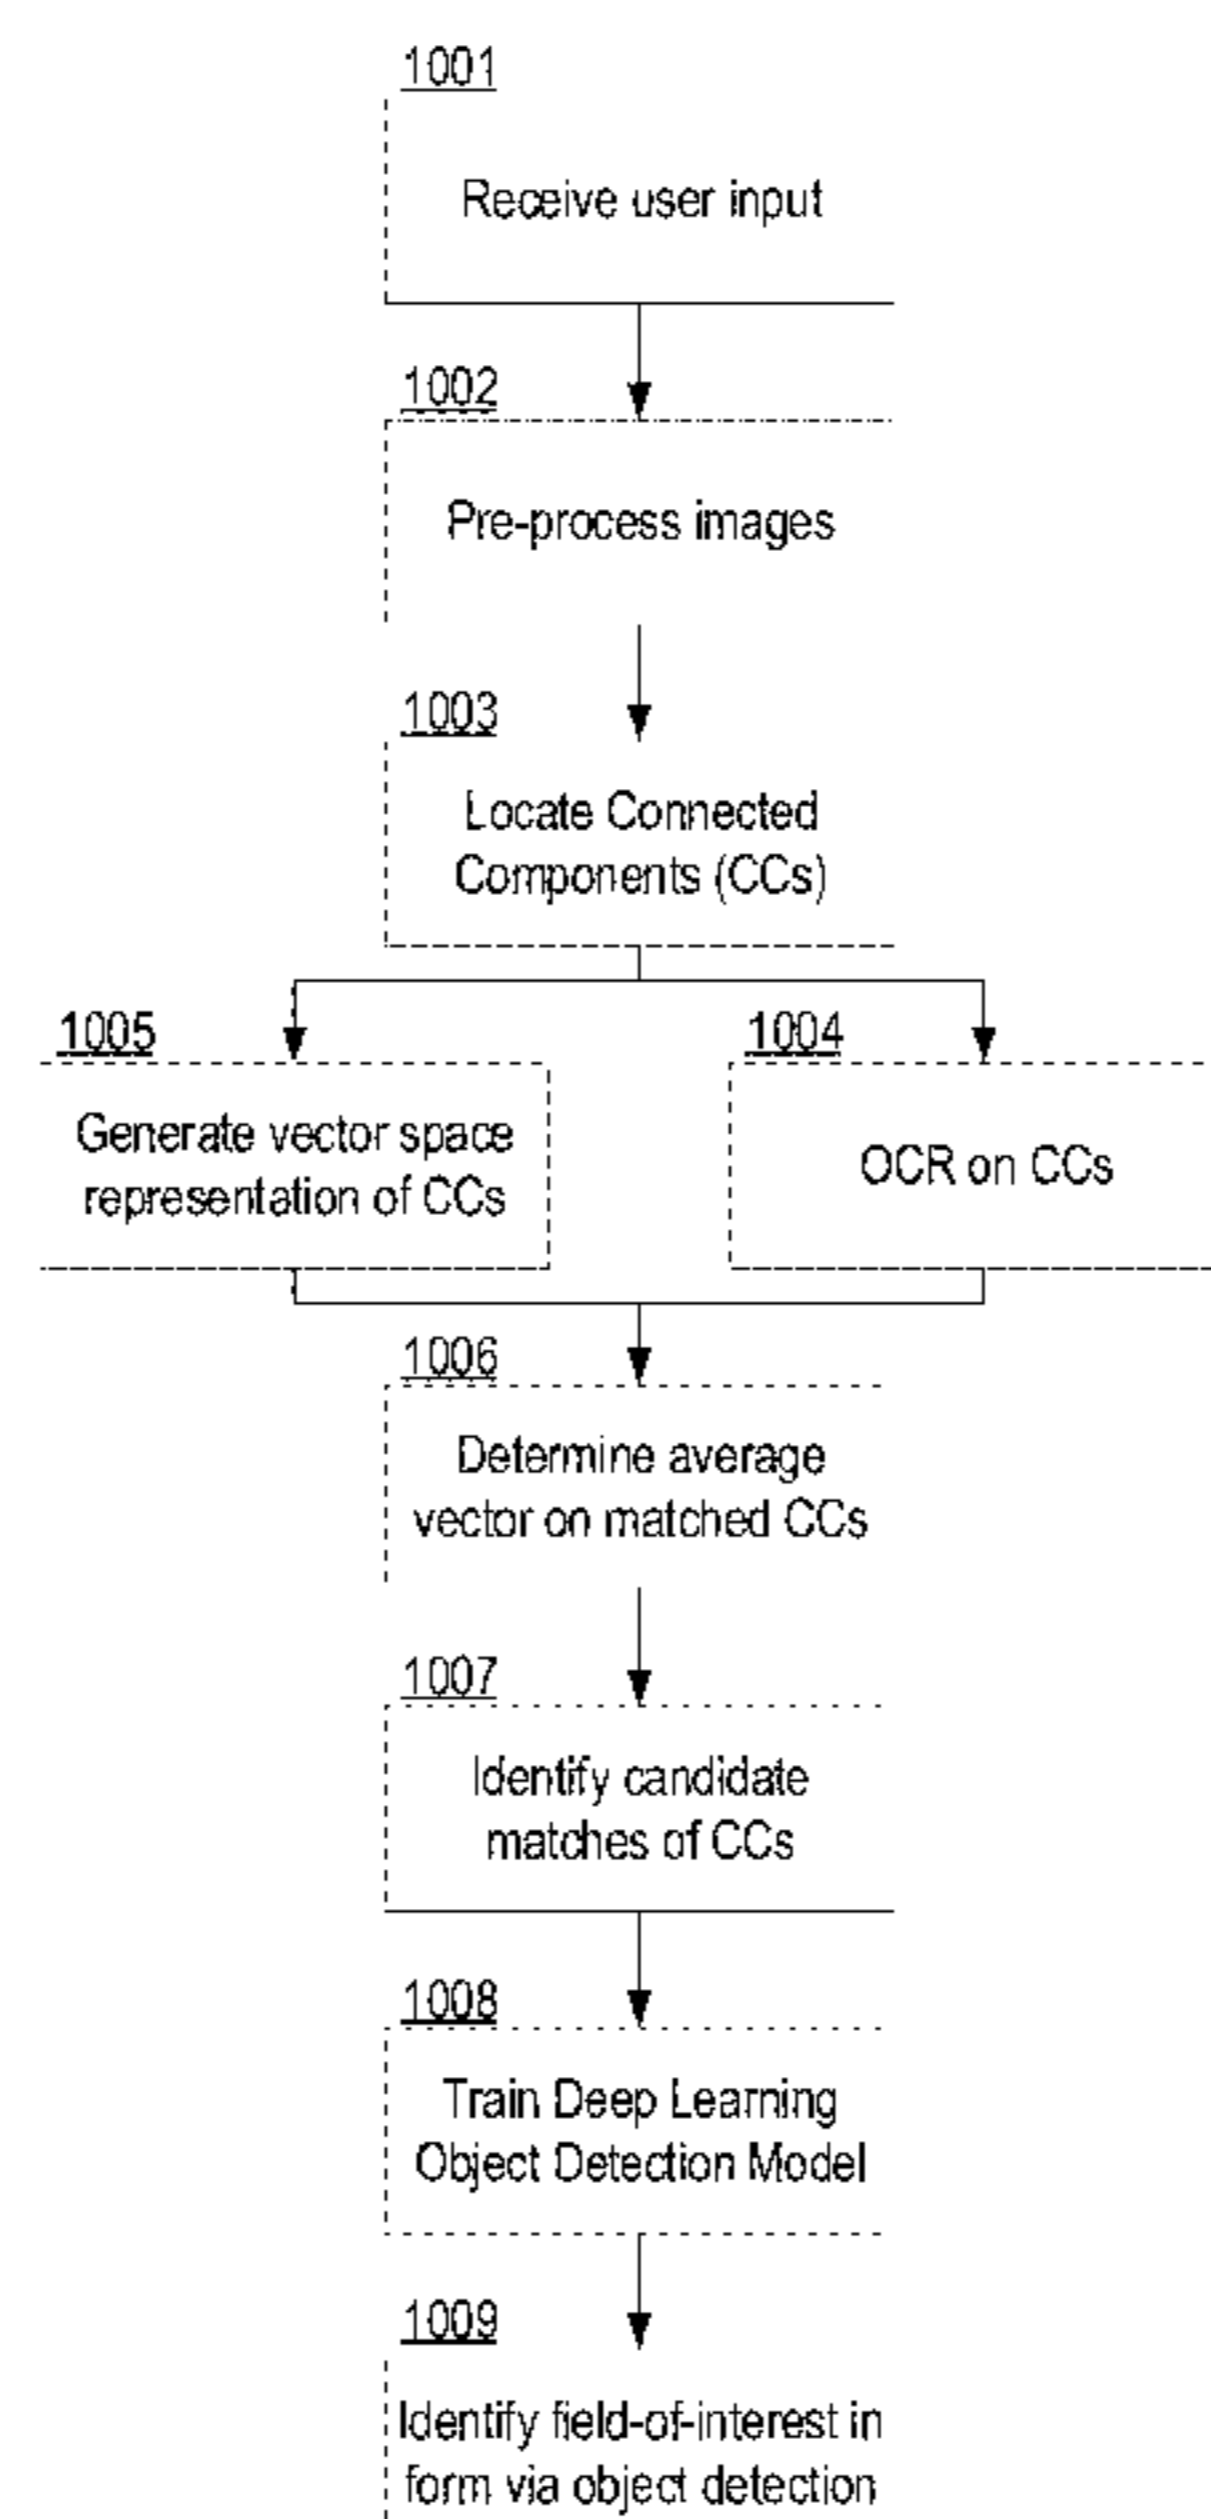 1001
Receive user input
1002
Pre-process images
1003
Locate Connected
Components (CCs)
1005
Generate vector space
representation of CCs
1004
OCR on CCs
1006
Determine average
vector on matched CCs
1007
Identify candidate
matches of CCs
1008
Train Deep Learning
Object Detection Model
1009
Identify field-of-interest in
form via object detection